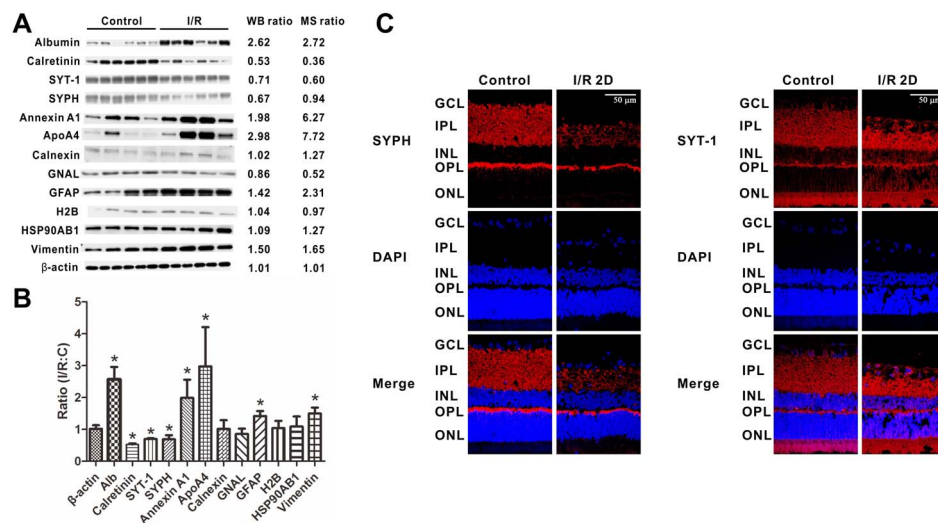 A
Control I/R WB ratio MS ratio
Albumin 2.62 2.72
Calretinin 0.53 0.36
SYT-1 0.71 0.60
SYPH 0.67 0.94
Annexin A1 1.98 6.27
ApoA4 2.98 7.72
Calnexin 1.02 1.27
GNAL 0.86 0.52
GFAP 1.42 2.31
H2B 1.04 0.97
HSP90AB1 1.09 1.27
Vimentin 1.50 1.65
β-actin 1.01 1.01
B
Ratio (I/R:C)
5
4
3
2
1
0
* * * * * * * *
β-actin
Alb
Calretinin
SYT-1
SYPH
Annexin A1
ApoA4
Calnexin
GNAL
GFAP
H2B
HSP90AB1
Vimentin
C
Control I/R 2D
50 μm
SYPH
GCL
IPL
INL
OPL
ONL
DAPI
GCL
IPL
INL
OPL
ONL
Merge
GCL
IPL
INL
OPL
ONL
Control I/R 2D
50 μm
SYT-1
GCL
IPL
INL
OPL
ONL
DAPI
GCL
IPL
INL
OPL
ONL
Merge
GCL
IPL
INL
OPL
ONL